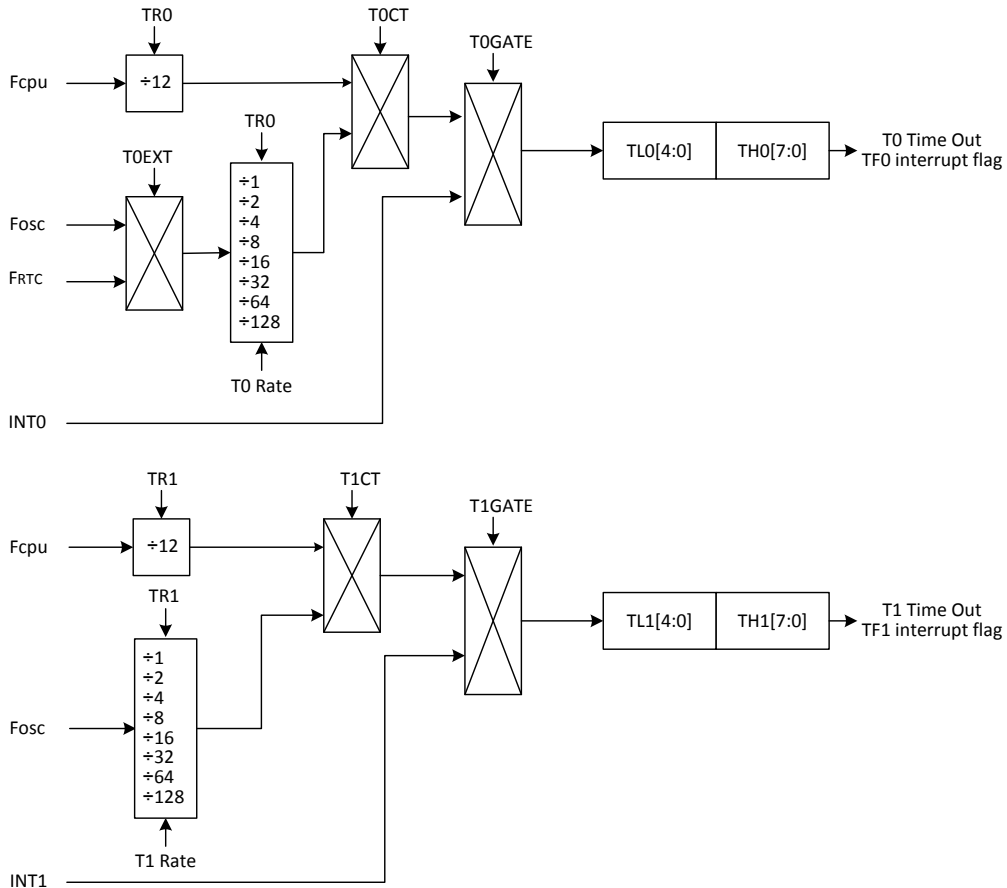 TR0
T0CT
T0GATE
Fcpu
÷12
TR0
T0EXT
÷1
÷2
÷4
÷8
÷16
÷32
÷64
÷128
Fosc
FRTC
T0 Rate
INT0
TL0[4:0]
TH0[7:0]
T0 Time Out
TF0 interrupt flag
TR1
T1CT
T1GATE
Fcpu
÷12
TR1
÷1
÷2
÷4
÷8
÷16
÷32
÷64
÷128
Fosc
T1 Rate
INT1
TL1[4:0]
TH1[7:0]
T1 Time Out
TF1 interrupt flag